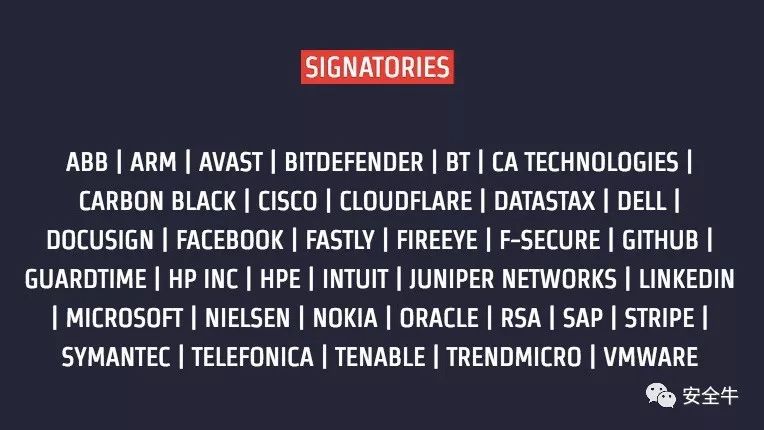 SIGNATORIES
ABB | ARM | AVAST | BITDEFENDER | BT | CA TECHNOLOGIES |
CARBON BLACK | CISCO | CLOUDFLARE | DATASTAX | DELL |
DOCUSIGN | FACEBOOK | FASTLY | FIREEYE | F-SECURE | GITHUB |
GUARDTIME | HP INC | HPE | INTUIT | JUNIPER NETWORKS | LINKEDIN
| MICROSOFT | NIELSEN | NOKIA | ORACLE | RSA | SAP | STRIPE |
SYMANTEC | TELEFONICA | TENABLE | TRENDMICRO | VMWARE
安全牛